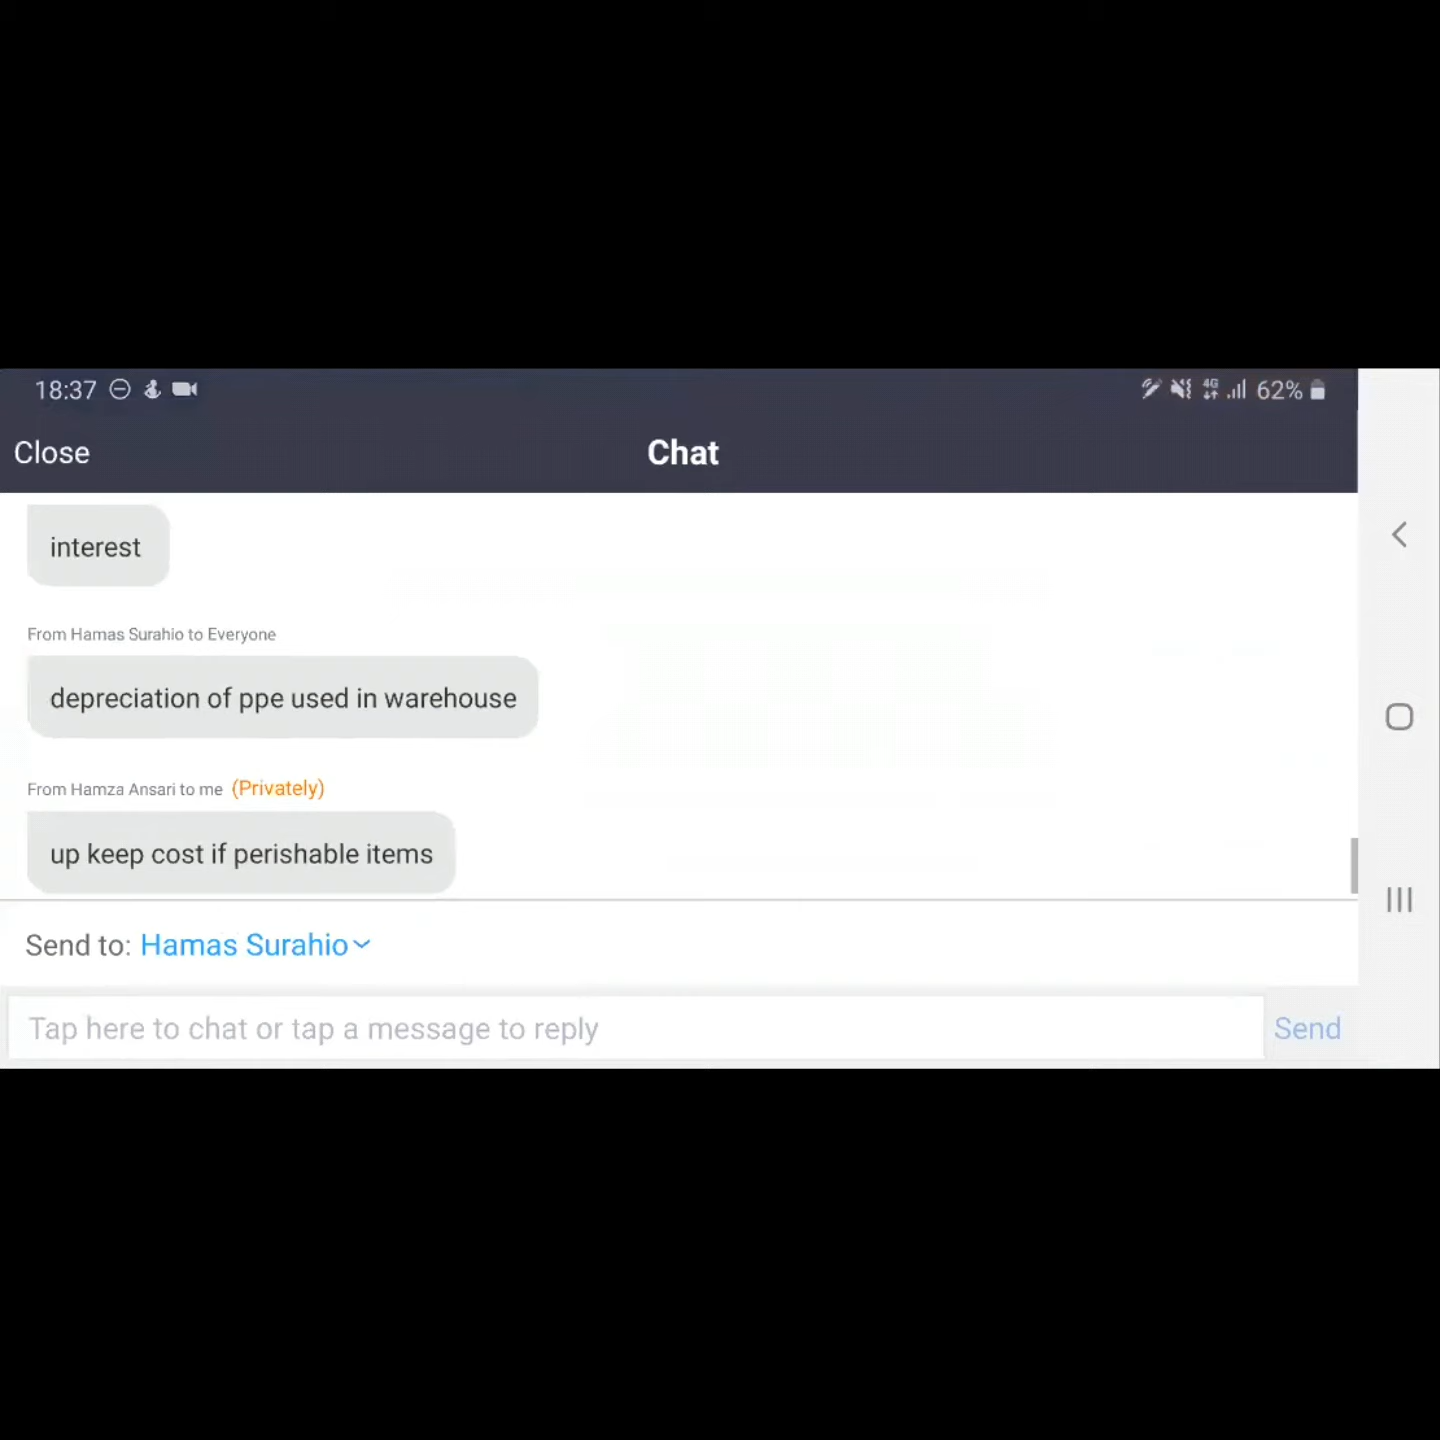 18:37
4G
62%
Close
Chat
interest
From Hamas Surahio to Everyone
depreciation of ppe used in warehouse
From Hamza Ansari to me (Privately)
up keep cost if perishable items
Send to: Hamas Surahio
Tap here to chat or tap a message to reply
Send